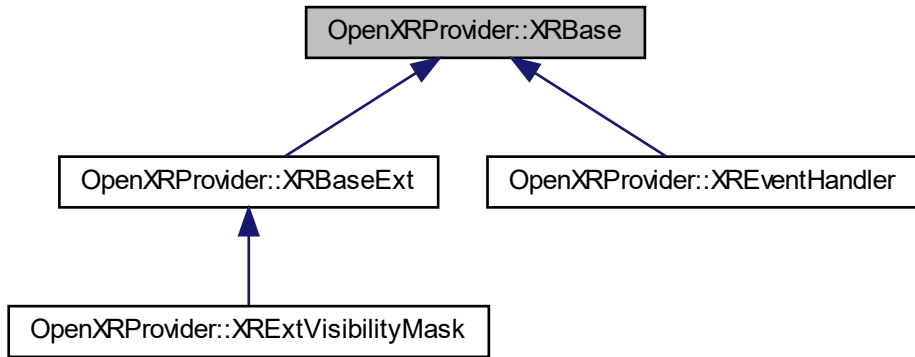 OpenXRProvider::XRBase
OpenXRProvider::XRBaseExt
OpenXRProvider::XREventHandler
OpenXRProvider::XRExtVisibilityMask